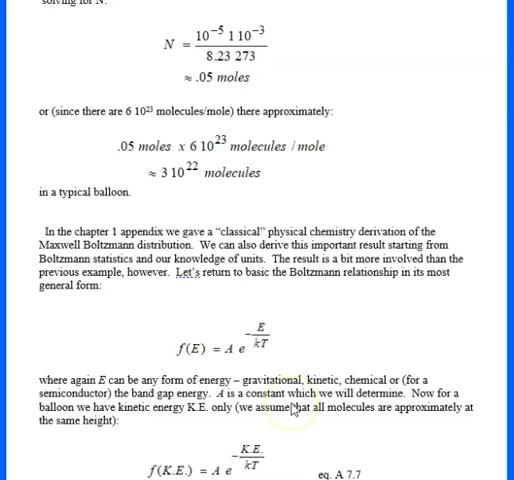 solving for N:
N = 10^-5 1 10^-3 / 8.23 273
≈ .05 moles
or (since there are 6 10^23 molecules/mole) there approximately:
.05 moles x 6 10^23 molecules / mole
≈ 3 10^22 molecules
in a typical balloon.
In the chapter 1 appendix we gave a “classical” physical chemistry derivation of the
Maxwell Boltzmann distribution. We can also derive this important result starting from
Boltzmann statistics and our knowledge of units. The result is a bit more involved than the
previous example, however. Let’s return to basic the Boltzmann relationship in its most
general form:
f(E) = A e^-E/kT
where again E can be any form of energy – gravitational, kinetic, chemical or (for a
semiconductor) the band gap energy. A is a constant which we will determine. Now for a
balloon we have kinetic energy K.E. only (we assume that all molecules are approximately at
the same height):
f(K.E.) = A e^-K.E./kT eq. A 7.7